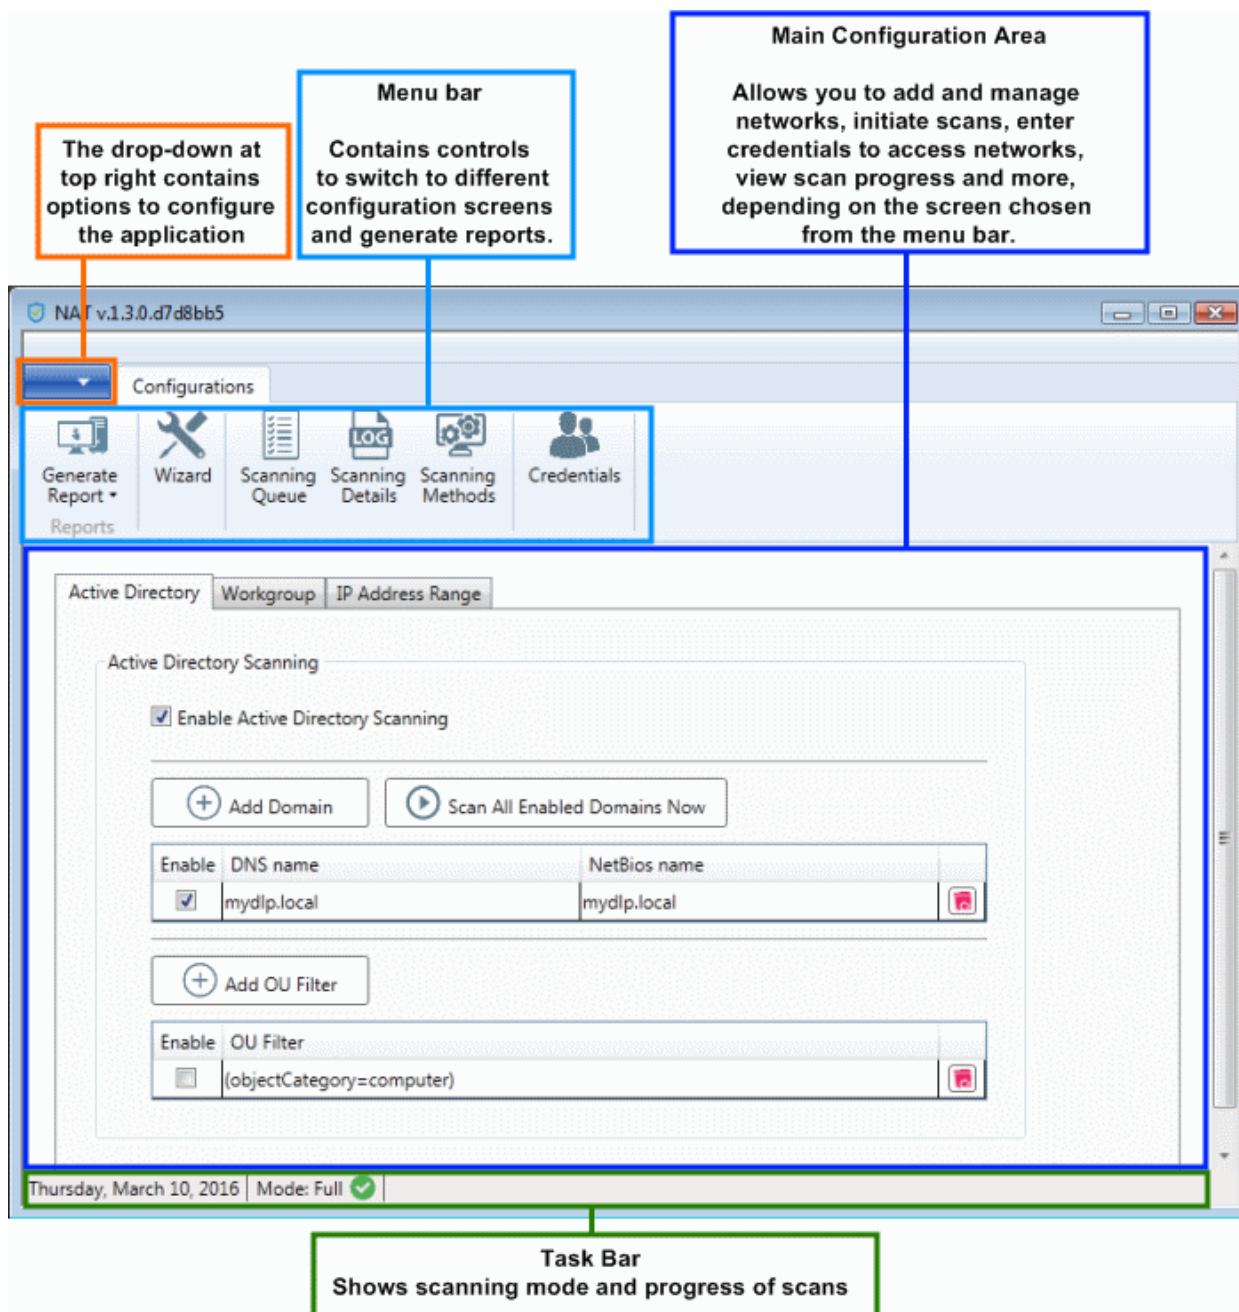 Main Configuration Area
Allows you to add and manage
networks, initiate scans, enter
credentials to access networks,
view scan progress and more,
depending on the screen chosen
from the menu bar.
Menu bar
Contains controls
to switch to different
configuration screens
and generate reports.
The drop-down at
top right contains
options to configure
the application
NAT v.1.3.0.d7d8bb5
Configurations
LOG
Generate
Report
Wizard
Scanning
Queue
Scanning
Details
Scanning
Methods
Credentials
Reports
Active Directory Workgroup IP Address Range
Active Directory Scanning
Enable Active Directory Scanning
Add Domain Scan All Enabled Domains Now
Enable DNS name NetBios name
mydlp.local mydlp.local
Add OU Filter
Enable OU Filter
(objectCategory=computer)
Thursday, March 10, 2016 Mode: Full
Task Bar
Shows scanning mode and progress of scans